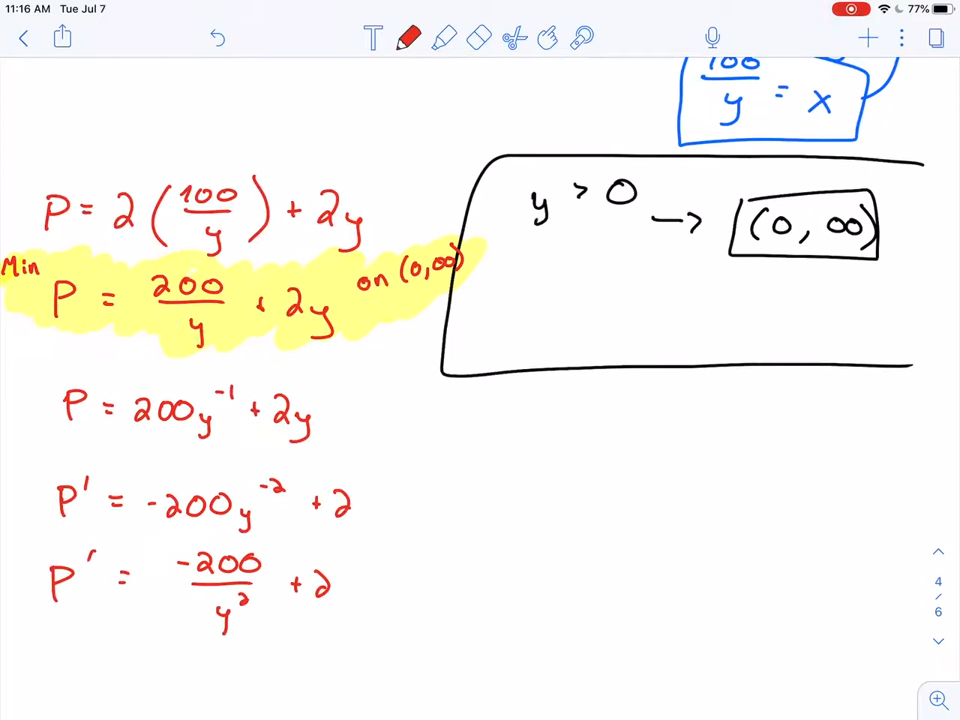 11:16 AM Tue Jul 7
77%
T
100/y = x
y > 0 → (0, ∞)
P = 2(100/y) + 2y
Min P = 200/y + 2y on (0,∞)
P = 200y⁻¹ + 2y
P' = -200y⁻² + 2
P' = -200/y² + 2
4
/
6